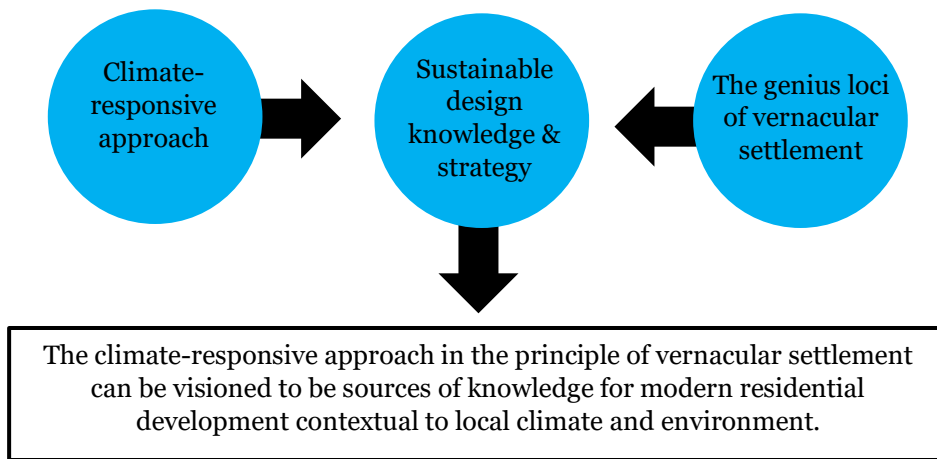 Climate-
responsive
approach
Sustainable
design
knowledge &
strategy
The genius loci
of vernacular
settlement
The climate-responsive approach in the principle of vernacular settlement
can be visioned to be sources of knowledge for modern residential
development contextual to local climate and environment.